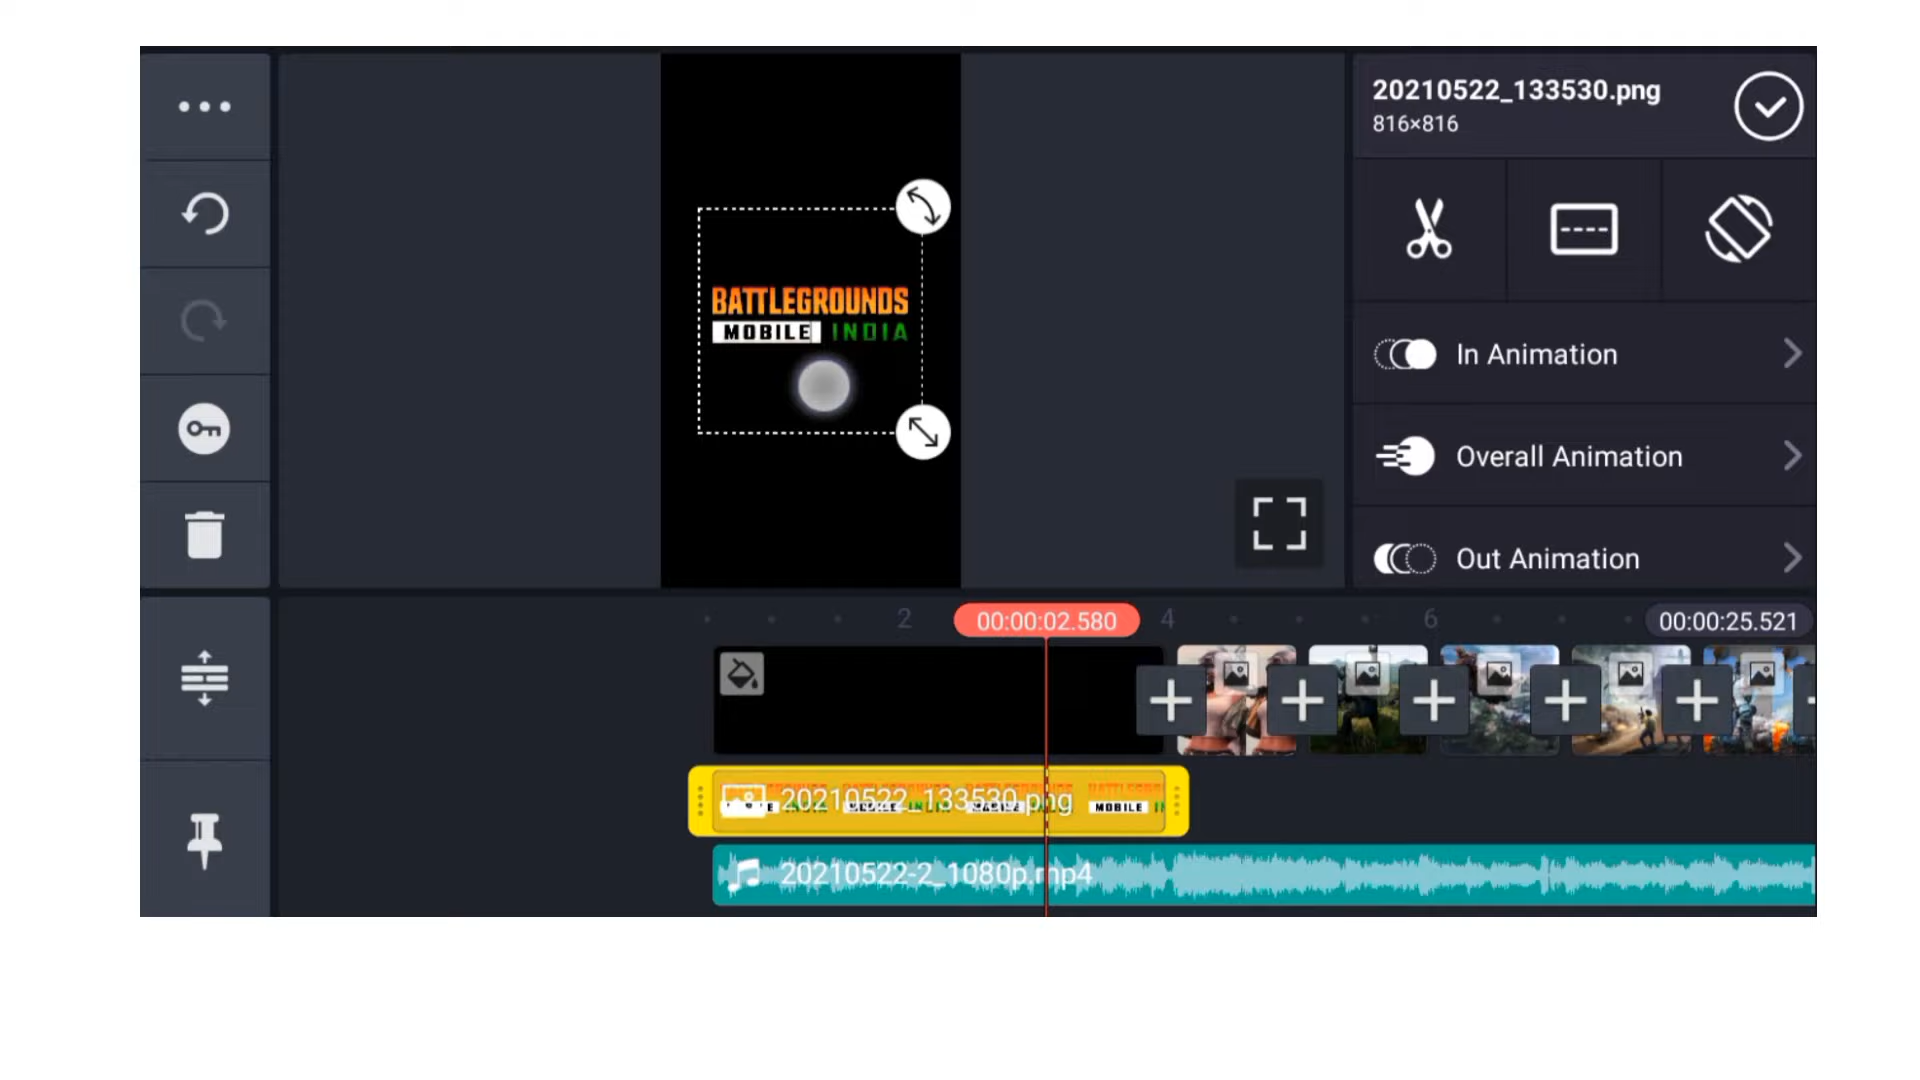 20210522_133530.png
816×816
BATTLEGROUNDS
MOBILE INDIA
In Animation
Overall Animation
Out Animation
2
00:00:02.580
4
6
00:00:25.521
20210522_133530.png
MOBILE
20210522-2_1080p.mp4